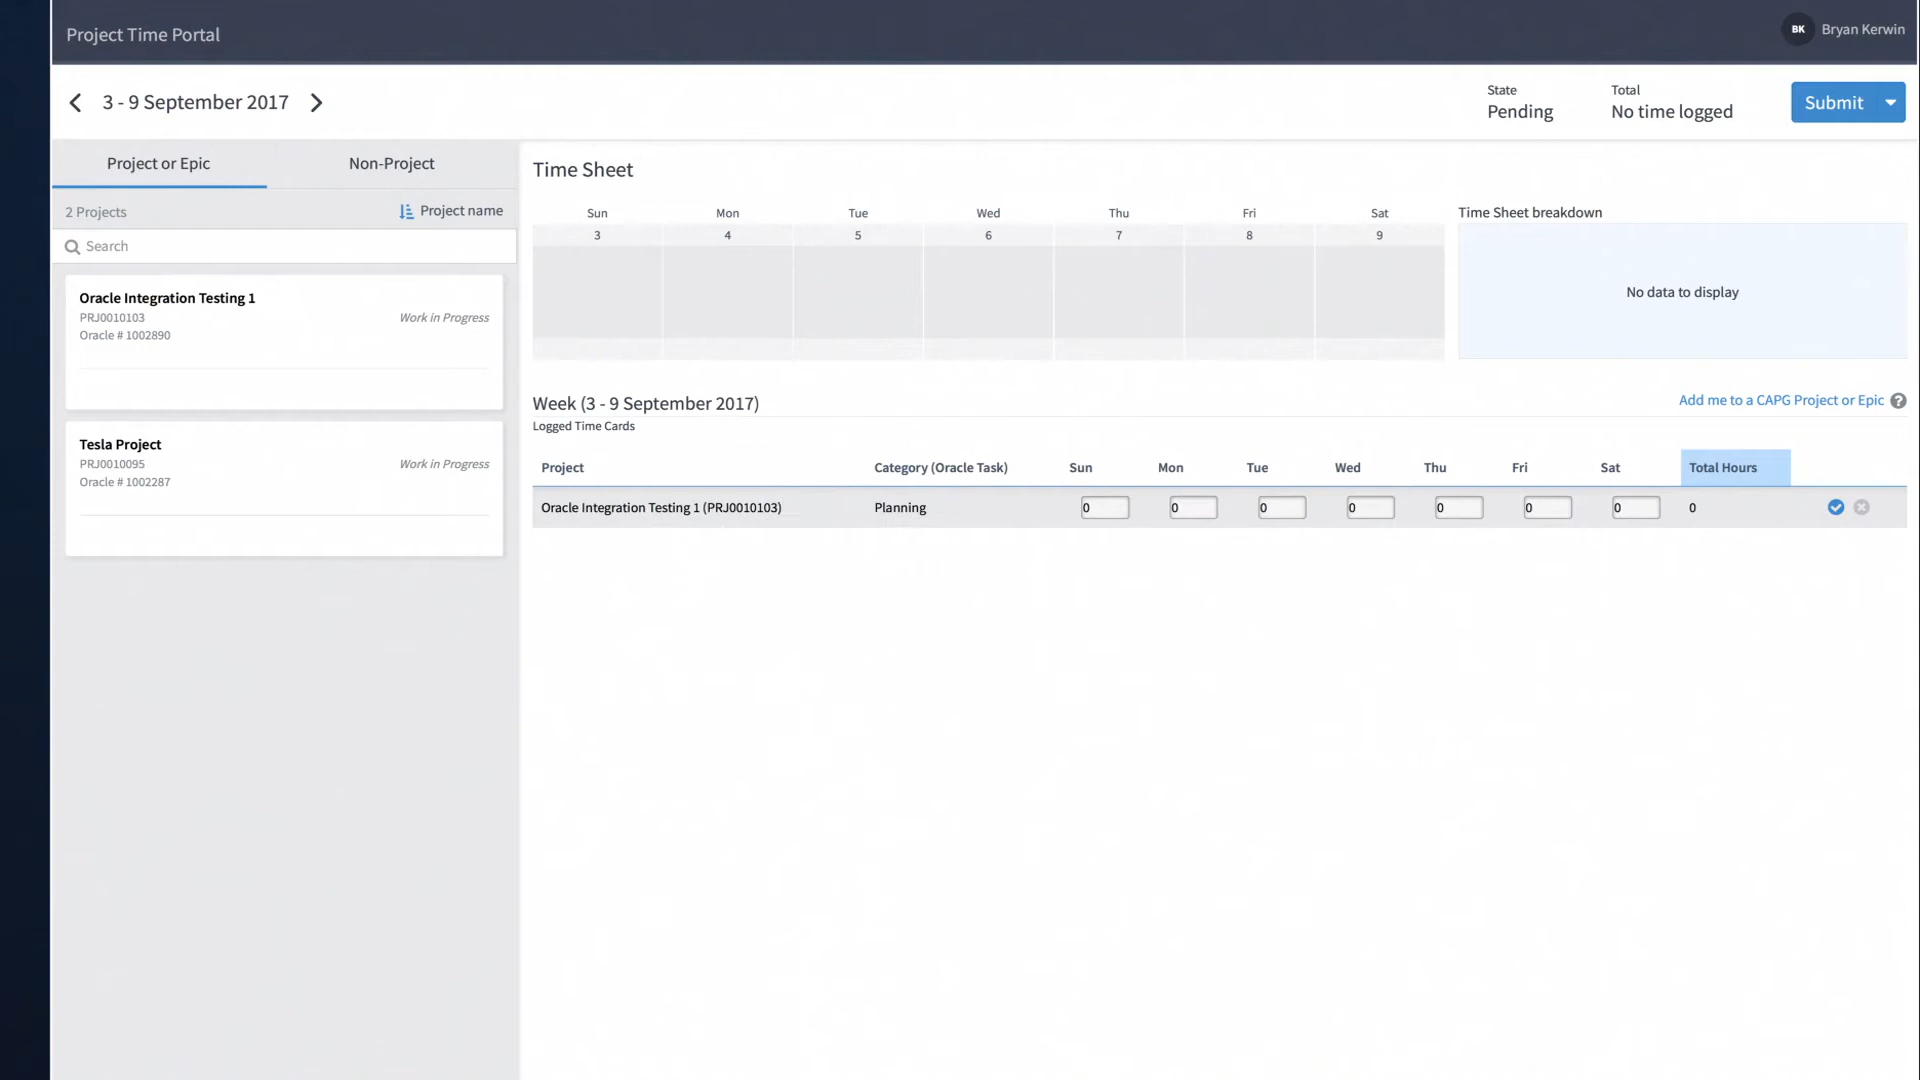 Project Time Portal
BK Bryan Kerwin
3 - 9 September 2017
State
Pending
Total
No time logged
Submit
Project or Epic
Non-Project
2 Projects
Project name
Search
Oracle Integration Testing 1
PRJ0010103
Work in Progress
Oracle # 1002890
Tesla Project
PRJ0010095
Work in Progress
Oracle # 1002287
Time Sheet
Sun Mon Tue Wed Thu Fri Sat
3 4 5 6 7 8 9
Time Sheet breakdown
No data to display
Week (3 - 9 September 2017)
Add me to a CAPG Project or Epic ?
Logged Time Cards
Project Category (Oracle Task) Sun Mon Tue Wed Thu Fri Sat Total Hours
Oracle Integration Testing 1 (PRJ0010103) Planning 0 0 0 0 0 0 0 0